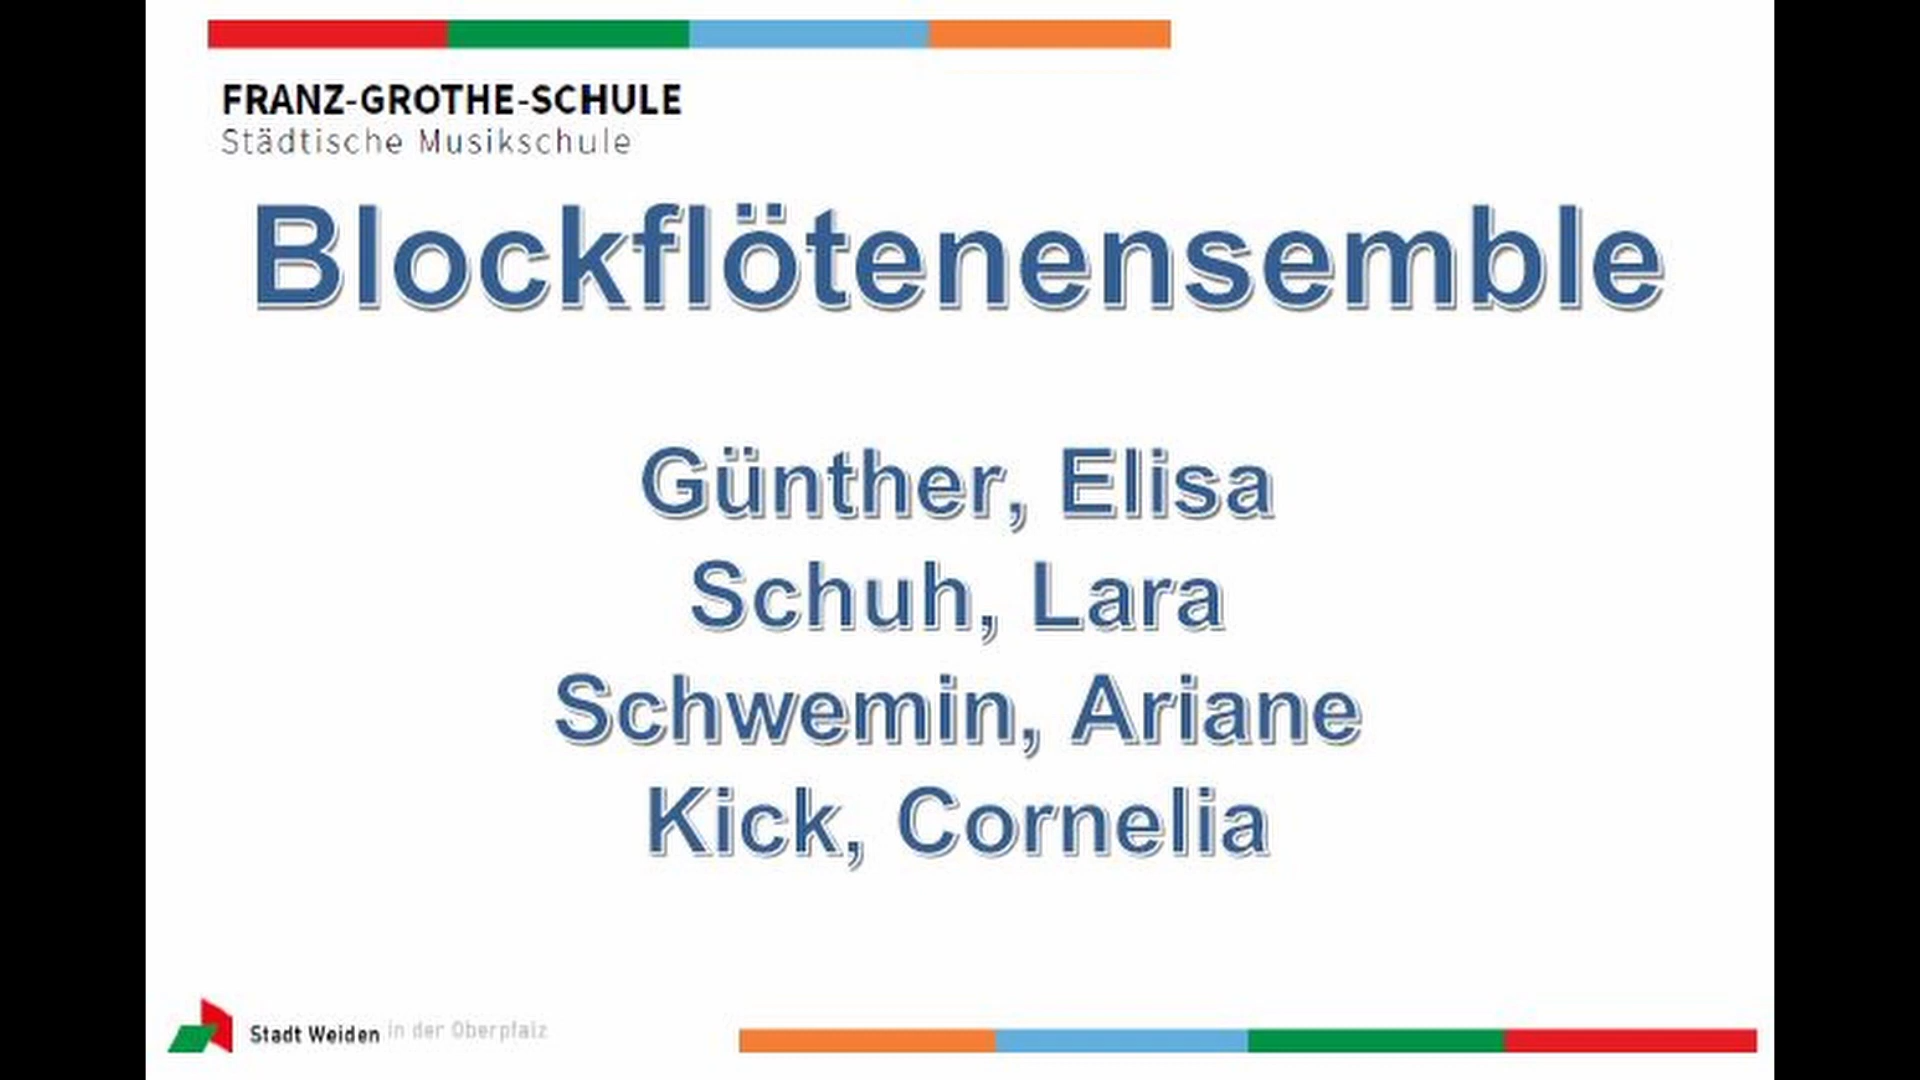 FRANZ-GROTHE-SCHULE
Städtische Musikschule
Blockflötenensemble
Günther, Elisa
Schuh, Lara
Schwemin, Ariane
Kick, Cornelia
Stadt Weiden in der Oberpfalz